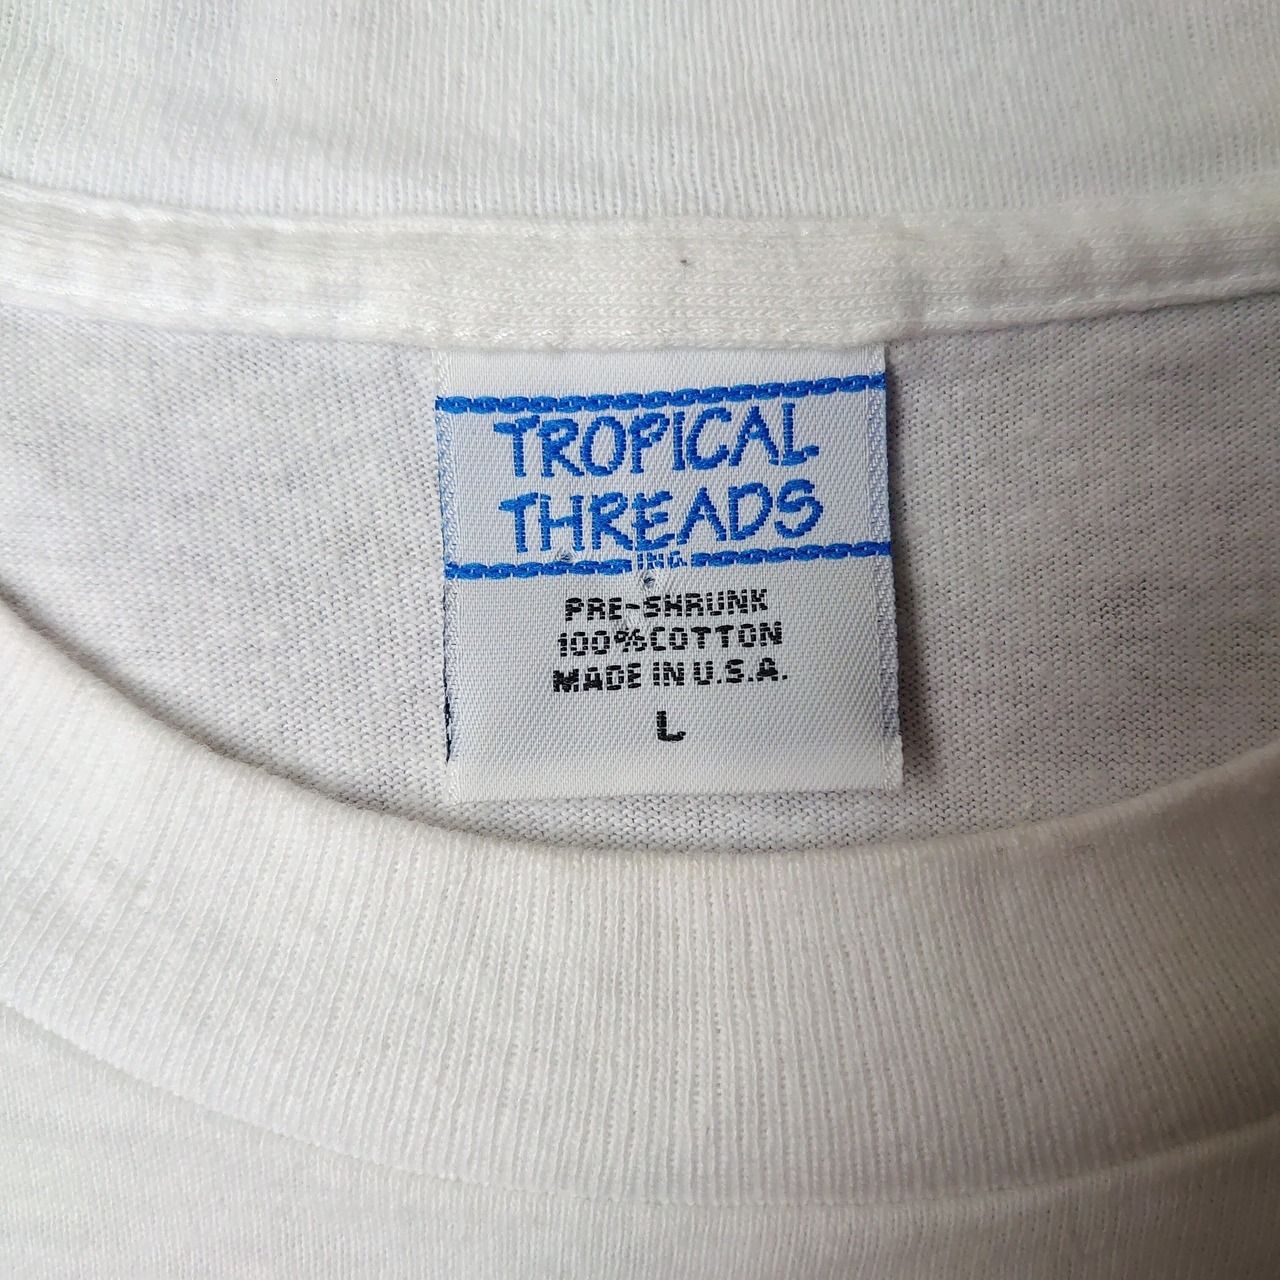 TROPICAL
THREADS
INC.
PRE-SHRUNK
100% COTTON
MADE IN U.S.A.
L